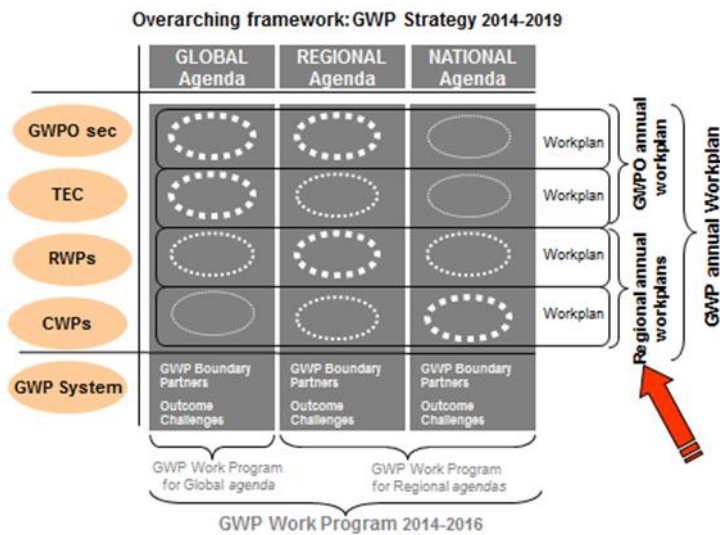 Overarching framework: GWP Strategy 2014-2019
GLOBAL
Agenda
REGIONAL
Agenda
NATIONAL
Agenda
GWPO sec
Workplan
TEC
Workplan
RWPs
Workplan
CWPs
Workplan
GWPO annual
workplan
Regional annual
workplans
GWP annual Workplan
GWP System
GWP Boundary
Partners
Outcome
Challenges
GWP Boundary
Partners
Outcome
Challenges
GWP Boundary
Partners
Outcome
Challenges
GWP Work Program
for Global agenda
GWP Work Program
for Regional agendas
GWP Work Program 2014-2016